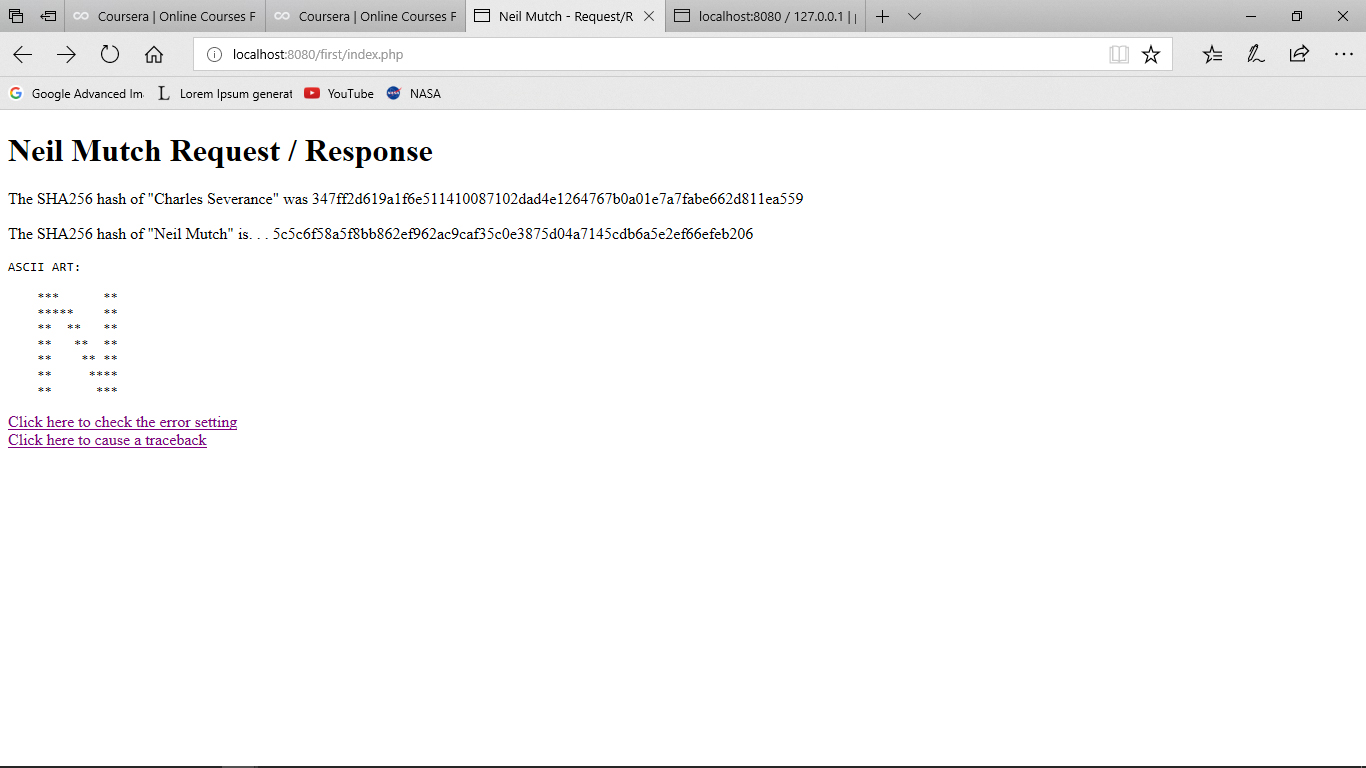 Coursera | Online Courses F
Coursera | Online Courses F
Neil Mutch - Request/R
localhost:8080 / 127.0.0.1 | p
localhost:8080/first/index.php
Google Advanced Im
Lorem Ipsum generat
YouTube
NASA
Neil Mutch Request / Response
The SHA256 hash of "Charles Severance" was 347ff2d619a1f6e511410087102dad4e1264767b0a01e7a7fabe662d811ea559
The SHA256 hash of "Neil Mutch" is. . . 5c5c6f58a5f8bb862ef962ac9caf35c0e3875d04a7145cdb6a5e2ef66efeb206
ASCII ART:
    ***      **
    *****    **
    **  **   **
    **   **  **
    **    ** **
    **     ****
    **      ***
Click here to check the error setting
Click here to cause a traceback